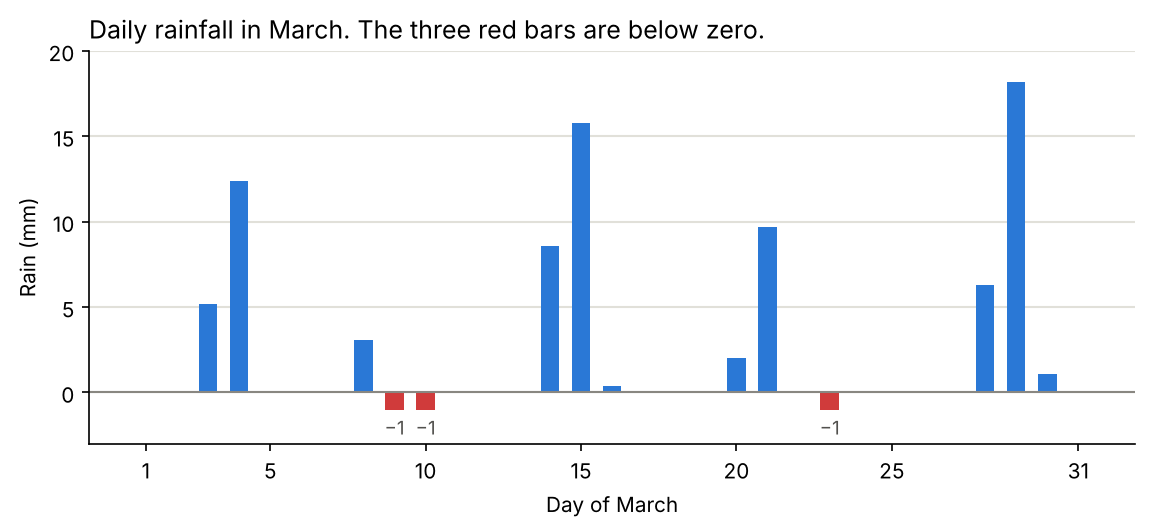 Daily rainfall in March. The three red bars are below zero.
20
15
10
5
0
Rain (mm)
−1 −1 −1
1 5 10 15 20 25 31
Day of March